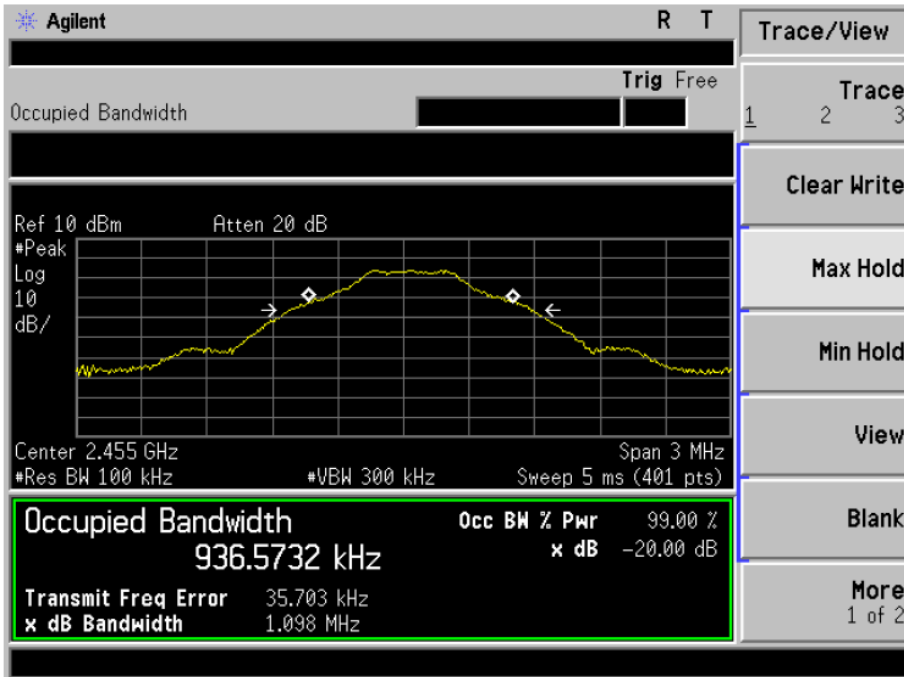 Agilent
R T
Trace/View
Trig Free
Occupied Bandwidth
Trace
1 2 3
Clear Write
Max Hold
Min Hold
View
Blank
More
1 of 2
Ref 10 dBm Atten 20 dB
#Peak
Log
10
dB/
Center 2.455 GHz Span 3 MHz
#Res BW 100 kHz #VBW 300 kHz Sweep 5 ms (401 pts)
Occupied Bandwidth
936.5732 kHz
Occ BW % Pwr 99.00 %
x dB -20.00 dB
Transmit Freq Error 35.703 kHz
x dB Bandwidth 1.098 MHz